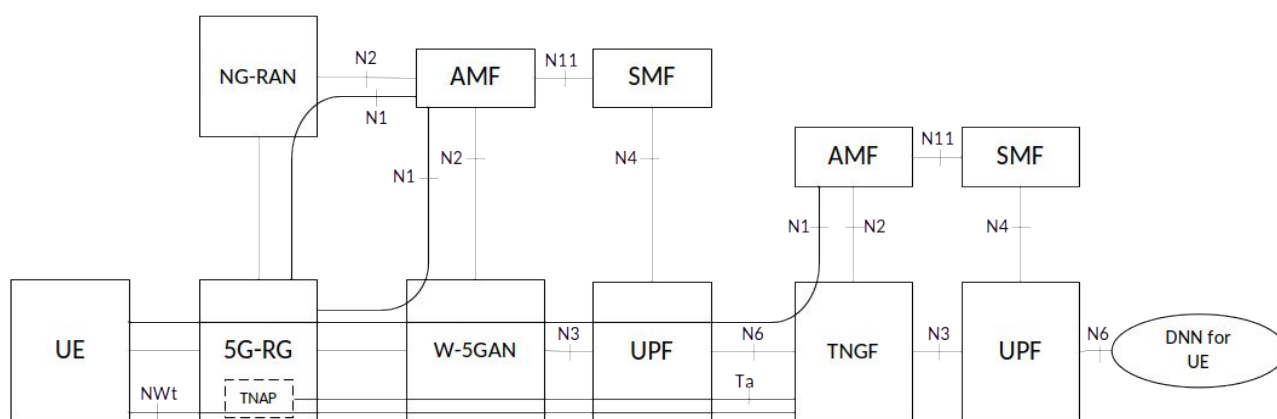 N2
NG-RAN
AMF
N11
SMF
N1
AMF
N11
SMF
N1
N2
N4
N1
N2
N4
UE
5G-RG
W-5GAN
N3
UPF
N6
TNGF
N3
UPF
N6
DNN for
UE
NWt
TNAP
Ta